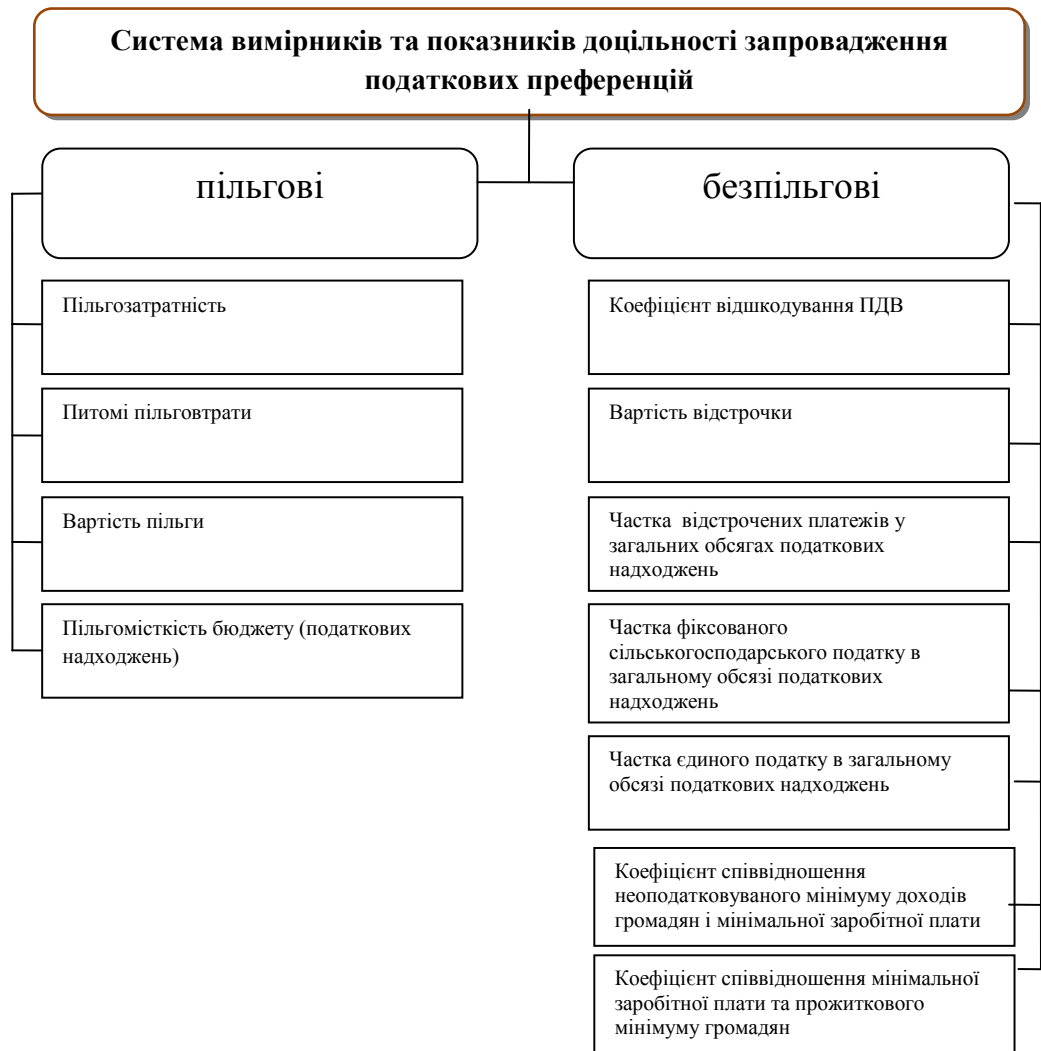 Система вимірників та показників доцільності запровадження
податкових преференцій
пільгові
безпільгові
Пільгозатратність
Питомі пільговтрати
Вартість пільги
Пільгомісткість бюджету (податкових
надходжень)
Коефіцієнт відшкодування ПДВ
Вартість відстрочки
Частка відстрочених платежів у
загальних обсягах податкових
надходжень
Частка фіксованого
сільськогосподарського податку в
загальному обсязі податкових
надходжень
Частка єдиного податку в загальному
обсязі податкових надходжень
Коефіцієнт співвідношення
неоподатковуваного мінімуму доходів
громадян і мінімальної заробітної плати
Коефіцієнт співвідношення мінімальної
заробітної плати та прожиткового
мінімуму громадян